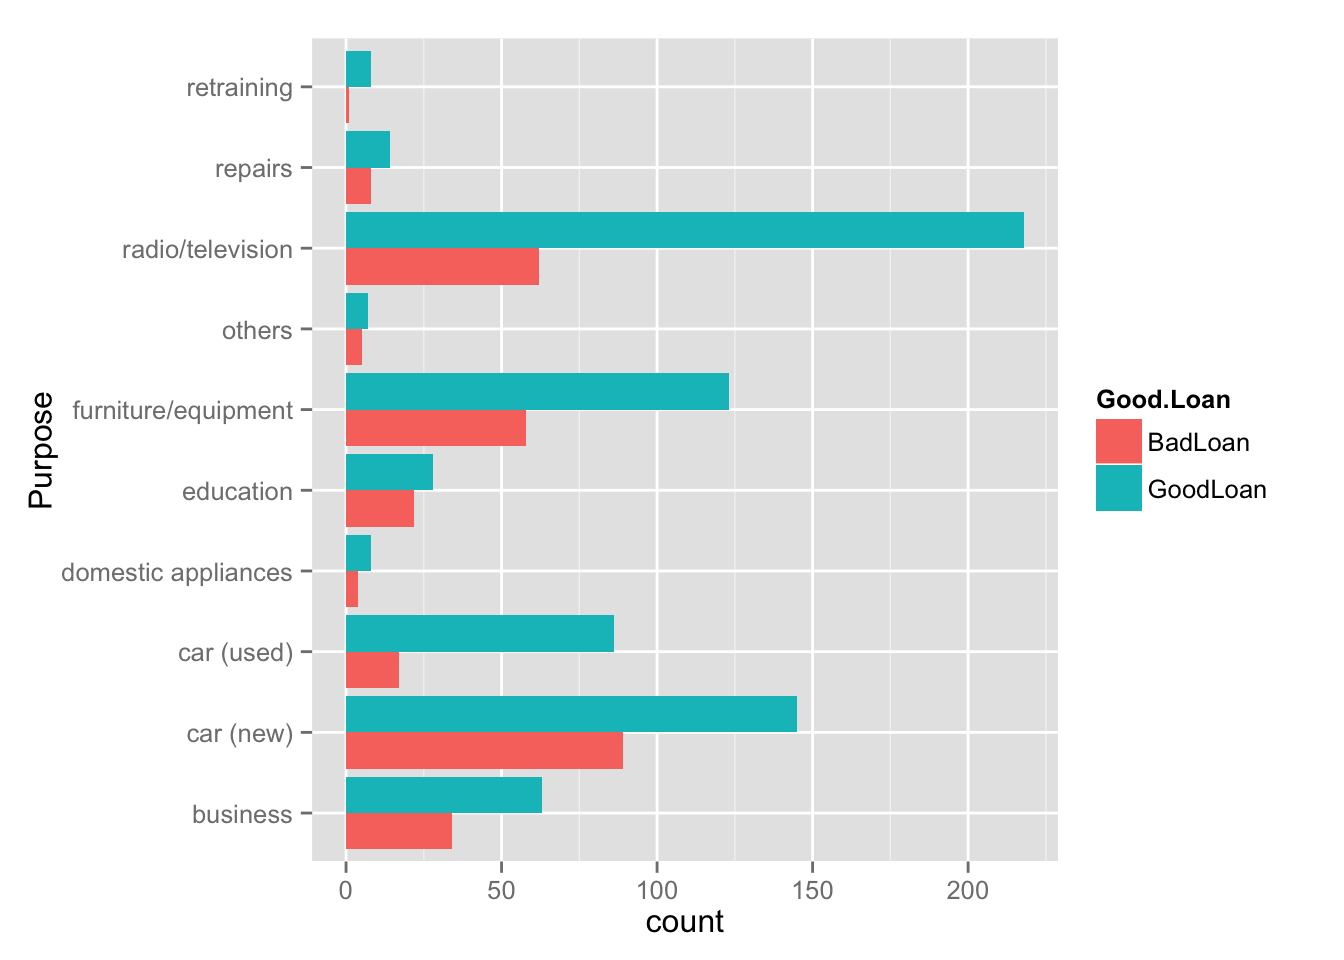 retraining
repairs
radio/television
others
furniture/equipment
education
domestic appliances
car (used)
car (new)
business
Purpose
0 50 100 150 200
count
Good.Loan
BadLoan
GoodLoan